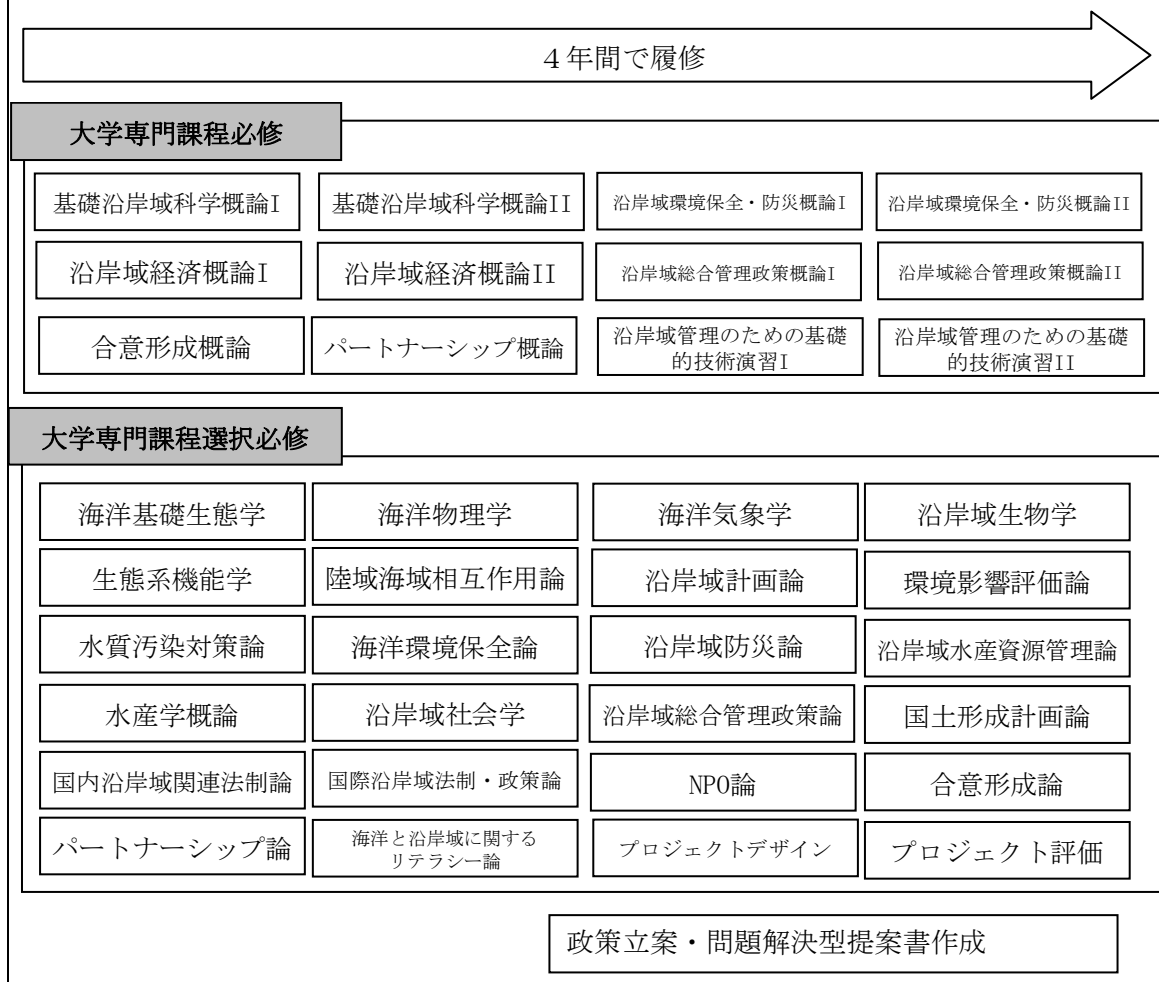 ４年間で履修
大学専門課程必修
基礎沿岸域科学概論I
基礎沿岸域科学概論II
沿岸域環境保全・防災概論I
沿岸域環境保全・防災概論II
沿岸域経済概論I
沿岸域経済概論II
沿岸域総合管理政策概論I
沿岸域総合管理政策概論II
合意形成概論
パートナーシップ概論
沿岸域管理のための基礎
的技術演習I
沿岸域管理のための基礎
的技術演習II
大学専門課程選択必修
海洋基礎生態学
海洋物理学
海洋気象学
沿岸域生物学
生態系機能学
陸域海域相互作用論
沿岸域計画論
環境影響評価論
水質汚染対策論
海洋環境保全論
沿岸域防災論
沿岸域水産資源管理論
水産学概論
沿岸域社会学
沿岸域総合管理政策論
国土形成計画論
国内沿岸域関連法制論
国際沿岸域法制・政策論
NPO論
合意形成論
パートナーシップ論
海洋と沿岸域に関する
リテラシー論
プロジェクトデザイン
プロジェクト評価
政策立案・問題解決型提案書作成